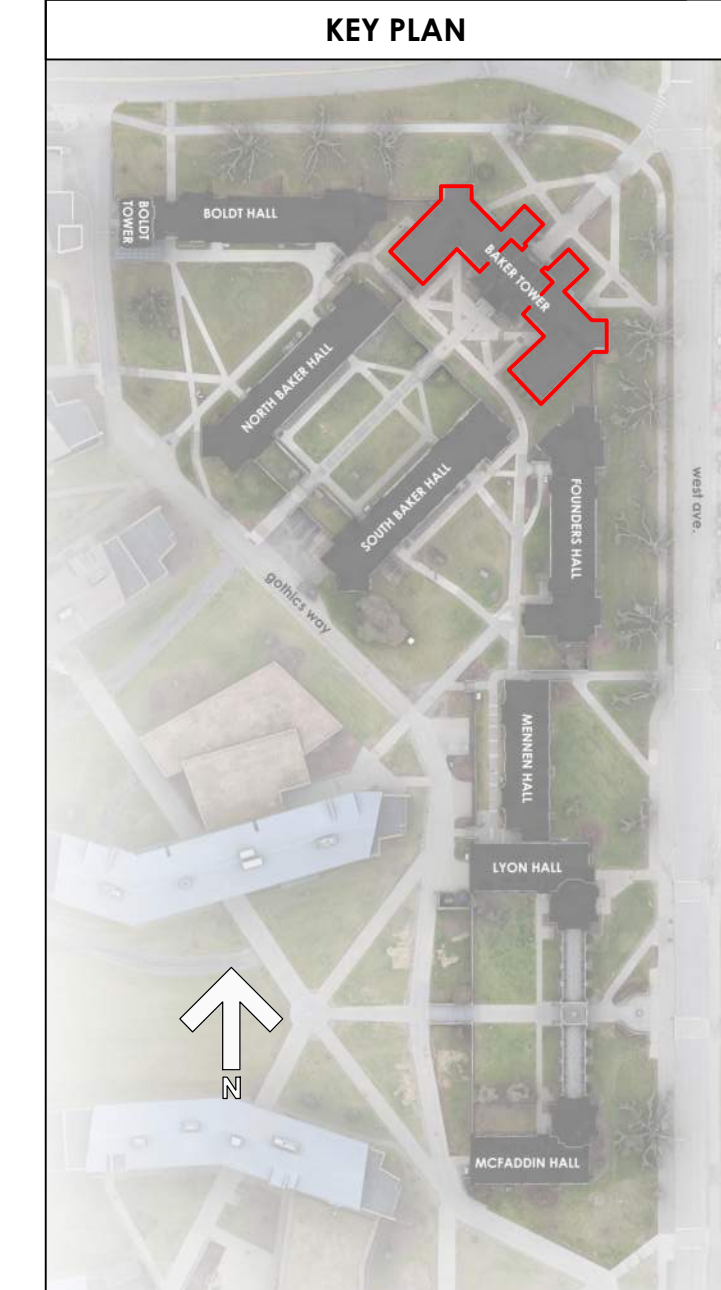 KEY PLAN
BOLDT
TOWER
BOLDT HALL
BAKER TOWER
NORTH BAKER HALL
SOUTH BAKER HALL
FOUNDERS HALL
west ave.
gothics way
MENNEN HALL
LYON HALL
N
MCFADDIN HALL